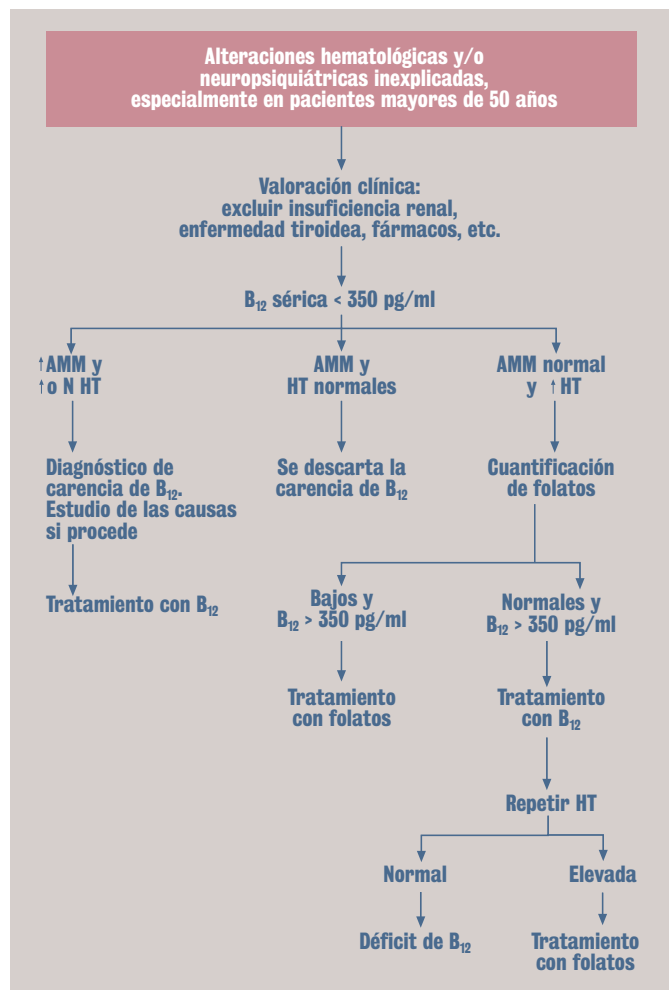 Alteraciones hematológicas y/o
neuropsiquiátricas inexplicadas,
especialmente en pacientes mayores de 50 años
Valoración clínica:
excluir insuficiencia renal,
enfermedad tiroidea, fármacos, etc.
B₁₂ sérica < 350 pg/ml
↑AMM y
↑o N HT
AMM y
HT normales
AMM normal
y ↑HT
Diagnóstico de
carencia de B₁₂.
Estudio de las causas
si procede
Se descarta la
carencia de B₁₂
Cuantificación
de folatos
Tratamiento con B₁₂
Bajos y
B₁₂ > 350 pg/ml
Normales y
B₁₂ > 350 pg/ml
Tratamiento
con folatos
Tratamiento
con B₁₂
Repetir HT
Normal
Elevada
Déficit de B₁₂
Tratamiento
con folatos